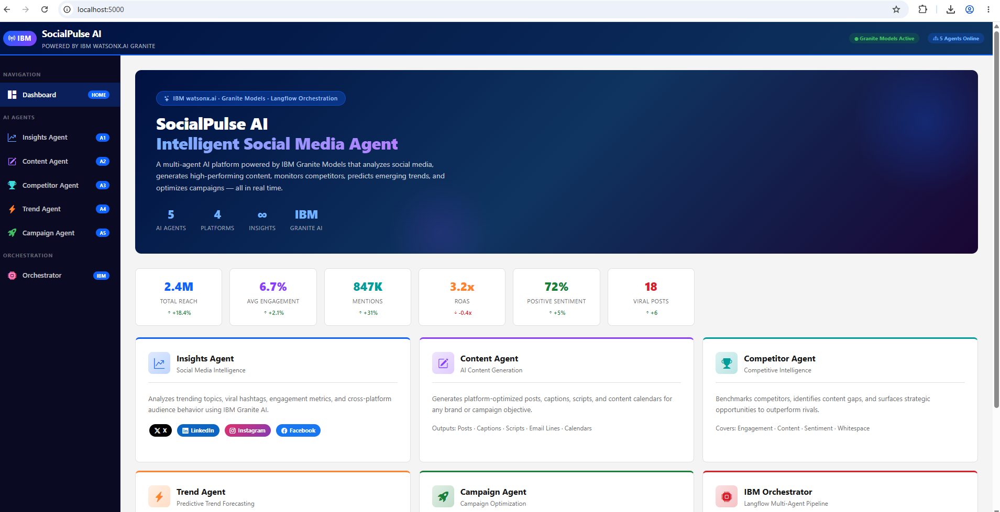 localhost:5000
IBM
SocialPulse AI
POWERED BY IBM WATSONX.AI GRANITE
Granite Models Active
5 Agents Online
NAVIGATION
Dashboard HOME
AI AGENTS
Insights Agent A1
Content Agent A2
Competitor Agent A3
Trend Agent A4
Campaign Agent A5
ORCHESTRATION
Orchestrator IBM
IBM watsonx.ai · Granite Models · Langflow Orchestration
SocialPulse AI
Intelligent Social Media Agent
A multi-agent AI platform powered by IBM Granite Models that analyzes social media,
generates high-performing content, monitors competitors, predicts emerging trends, and
optimizes campaigns — all in real time.
5
AI AGENTS
4
PLATFORMS
∞
INSIGHTS
IBM
GRANITE AI
2.4M
TOTAL REACH
↑ +18.4%
6.7%
AVG ENGAGEMENT
↑ +2.1%
847K
MENTIONS
↑ +31%
3.2x
ROAS
↓ -0.4x
72%
POSITIVE SENTIMENT
↑ +5%
18
VIRAL POSTS
↑ +6
Insights Agent
Social Media Intelligence
Analyzes trending topics, viral hashtags, engagement metrics, and cross-platform
audience behavior using IBM Granite AI.
X LinkedIn Instagram Facebook
Content Agent
AI Content Generation
Generates platform-optimized posts, captions, scripts, and content calendars for
any brand or campaign objective.
Outputs: Posts · Captions · Scripts · Email Lines · Calendars
Competitor Agent
Competitive Intelligence
Benchmarks competitors, identifies content gaps, and surfaces strategic
opportunities to outperform rivals.
Covers: Engagement · Content · Sentiment · Whitespace
Trend Agent
Predictive Trend Forecasting
Campaign Agent
Campaign Optimization
IBM Orchestrator
Langflow Multi-Agent Pipeline